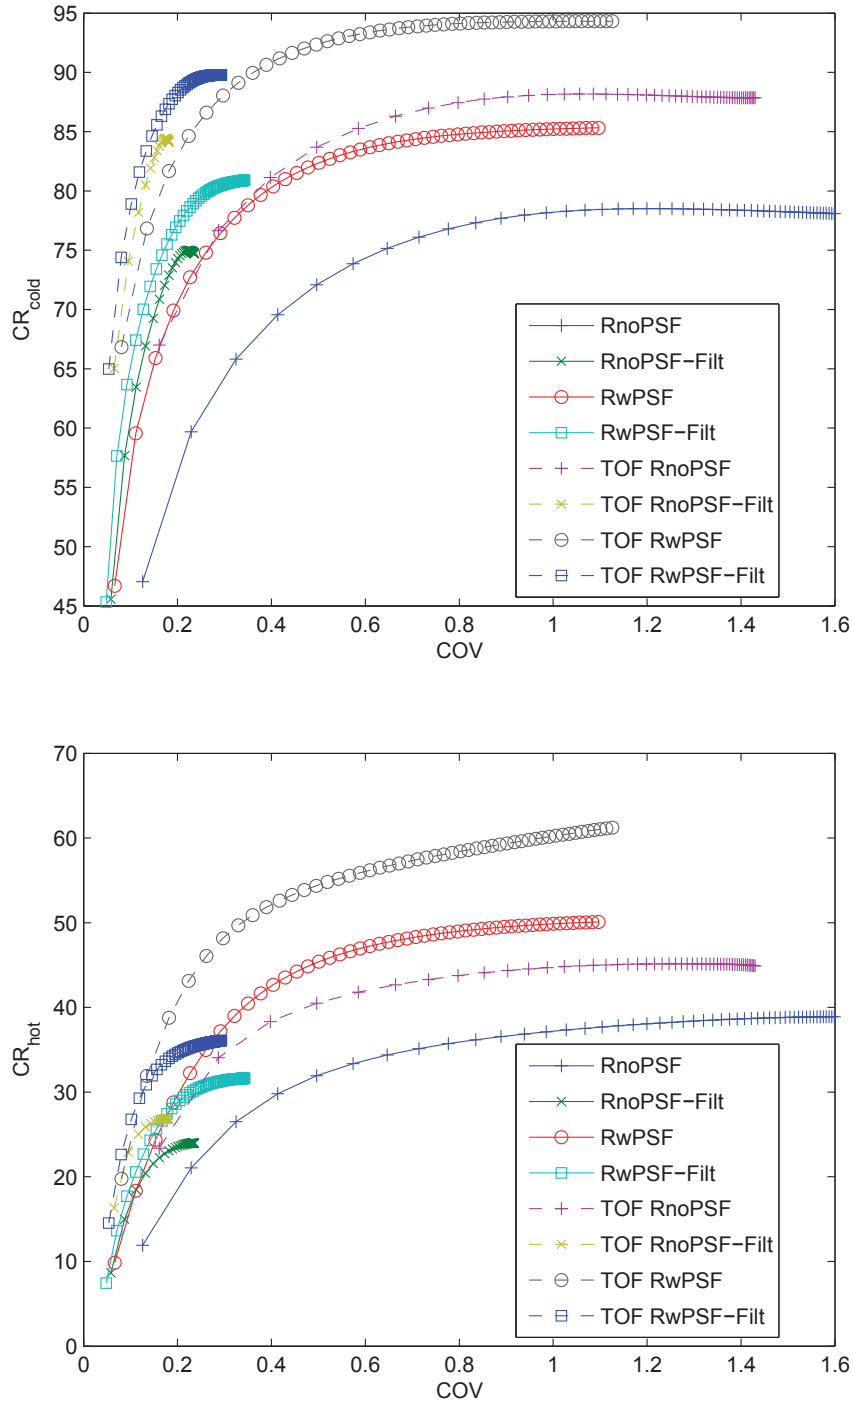 95
90
85
80
75
70
65
60
55
50
45
CR_cold
0 0.2 0.4 0.6 0.8 1 1.2 1.4 1.6
COV
RnoPSF
RnoPSF−Filt
RwPSF
RwPSF−Filt
TOF RnoPSF
TOF RnoPSF−Filt
TOF RwPSF
TOF RwPSF−Filt
70
60
50
40
30
20
10
0
CR_hot
0 0.2 0.4 0.6 0.8 1 1.2 1.4 1.6
COV
RnoPSF
RnoPSF−Filt
RwPSF
RwPSF−Filt
TOF RnoPSF
TOF RnoPSF−Filt
TOF RwPSF
TOF RwPSF−Filt